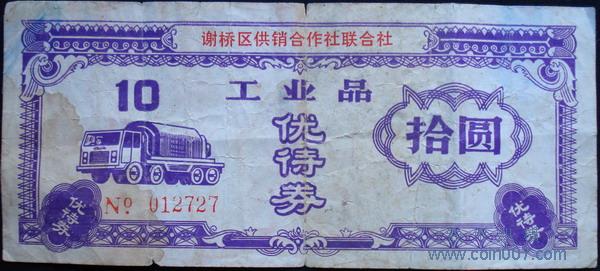 谢桥区供销合作社联合社
10 工业品
优待券
拾圆
No. 012727
优待券
优待券
www.coin007.com